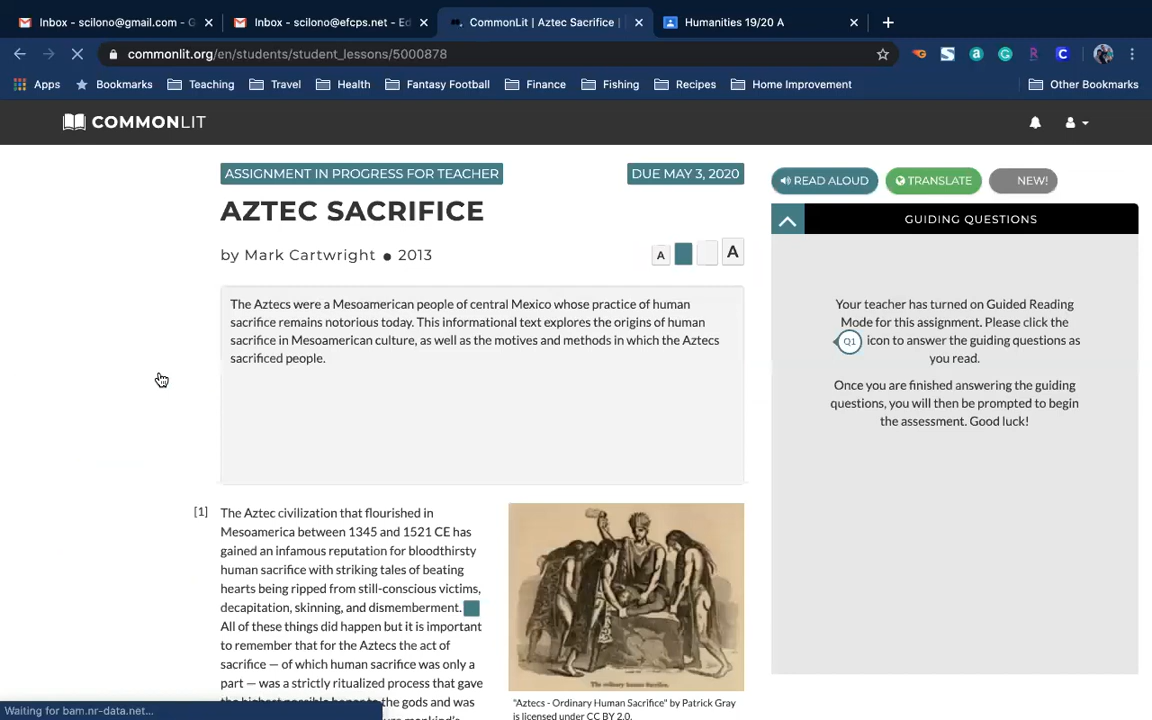 Inbox - scilono@gmail.com - G
Inbox - scilono@efcps.net - Ed
CommonLit | Aztec Sacrifice |
Humanities 19/20 A
commonlit.org/en/students/student_lessons/5000878
Apps
Bookmarks
Teaching
Travel
Health
Fantasy Football
Finance
Fishing
Recipes
Home Improvement
Other Bookmarks
COMMONLIT
ASSIGNMENT IN PROGRESS FOR TEACHER
DUE MAY 3, 2020
AZTEC SACRIFICE
by Mark Cartwright ● 2013
A
A
The Aztecs were a Mesoamerican people of central Mexico whose practice of human
sacrifice remains notorious today. This informational text explores the origins of human
sacrifice in Mesoamerican culture, as well as the motives and methods in which the Aztecs
sacrificed people.
[1]
The Aztec civilization that flourished in
Mesoamerica between 1345 and 1521 CE has
gained an infamous reputation for bloodthirsty
human sacrifice with striking tales of beating
hearts being ripped from still-conscious victims,
decapitation, skinning, and dismemberment.
All of these things did happen but it is important
to remember that for the Aztecs the act of
sacrifice — of which human sacrifice was only a
part — was a strictly ritualized process that gave
the gods and was
The ordinary human Sacrifice.
"Aztecs - Ordinary Human Sacrifice" by Patrick Gray
is licensed under CC BY 2.0.
READ ALOUD
TRANSLATE
NEW!
GUIDING QUESTIONS
Your teacher has turned on Guided Reading
Mode for this assignment. Please click the
Q1 icon to answer the guiding questions as
you read.
Once you are finished answering the guiding
questions, you will then be prompted to begin
the assessment. Good luck!
Waiting for bam.nr-data.net...